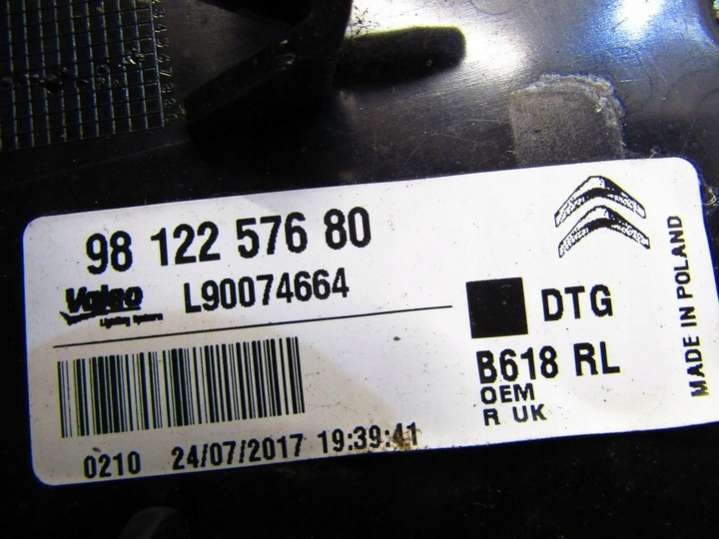 98 122 576 80
Valeo
Lighting Systems
L90074664
DTG
B618 RL
OEM
R UK
MADE IN POLAND
0210 24/07/2017 19:39:41